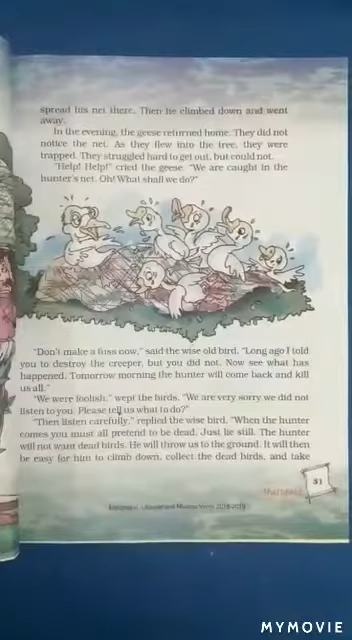 spread his net there. Then he climbed down and went
away.
In the evening, the geese returned home. They did not
notice the net. As they flew into the tree, they were
trapped. They struggled hard to get out, but could not.
"Help! Help!" cried the geese. "We are caught in the
hunter's net. Oh! What shall we do?"
"Don't make a fuss now," said the wise old bird. "Long ago I told
you to destroy the creeper, but you did not. Now see what has
happened. Tomorrow morning the hunter will come back and kill
us all."
"We were foolish," wept the birds. "We are very sorry we did not
listen to you. Please tell us what to do?"
"Then listen carefully," replied the wise bird. "When the hunter
comes you must all pretend to be dead. Just lie still. The hunter
will not want dead birds. He will throw us to the ground. It will then
be easy for him to climb down, collect the dead birds, and take
51
2018-2019
MYMOVIE